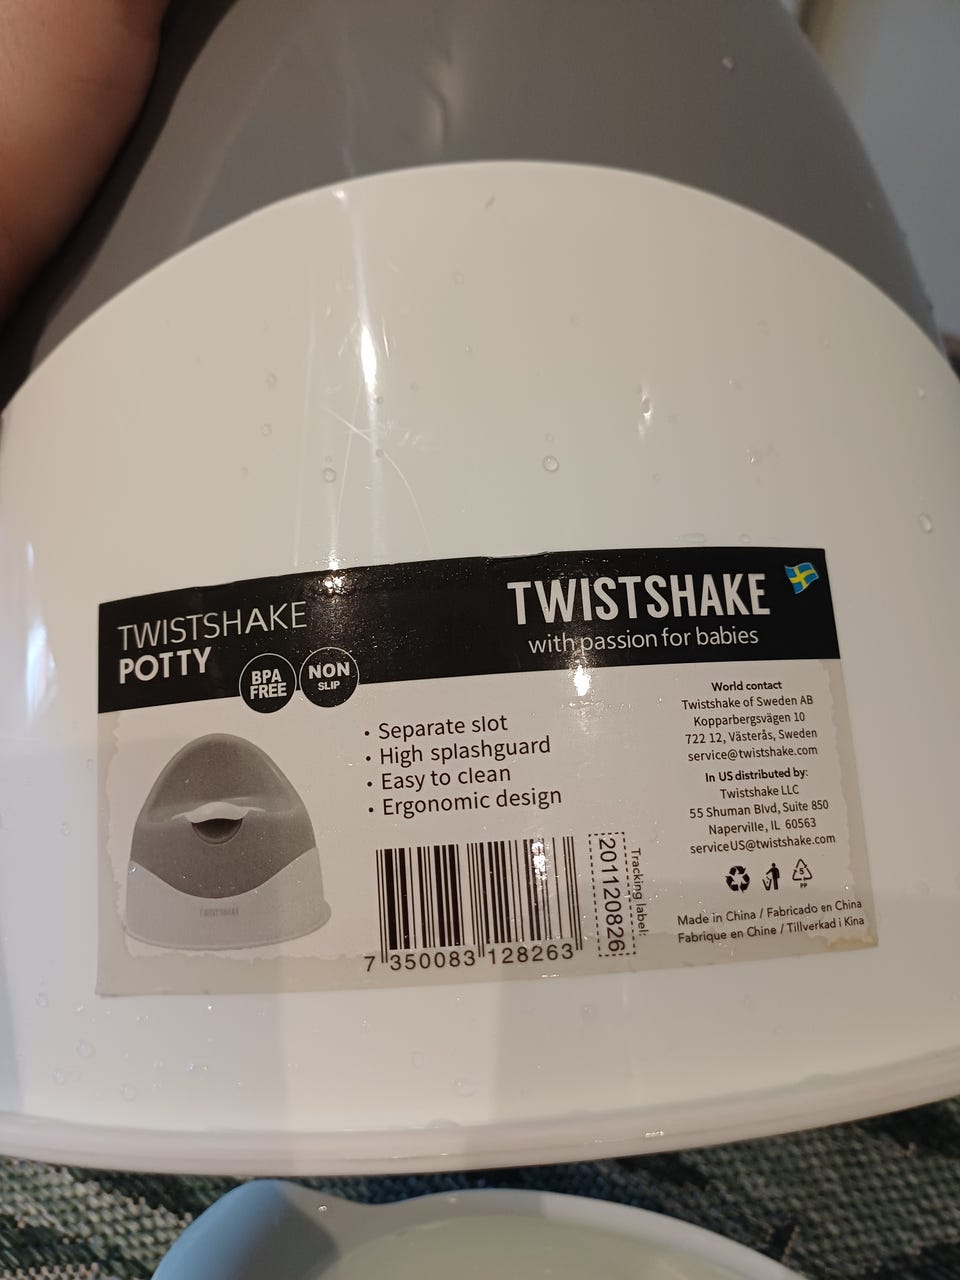 TWISTSHAKE
POTTY
BPA
FREE
NON
SLIP
TWISTSHAKE
with passion for babies
• Separate slot
• High splashguard
• Easy to clean
• Ergonomic design
World contact
Twistshake of Sweden AB
Kopparbergsvägen 10
722 12, Västerås, Sweden
service@twistshake.com
In US distributed by:
Twistshake LLC
55 Shuman Blvd, Suite 850
Naperville, IL 60563
serviceUS@twistshake.com
TWISTSHAKE
7 350083 128263
Tracking label:
201120826
5
PP
Made in China / Fabricado en China
Fabrique en Chine / Tillverkad i Kina